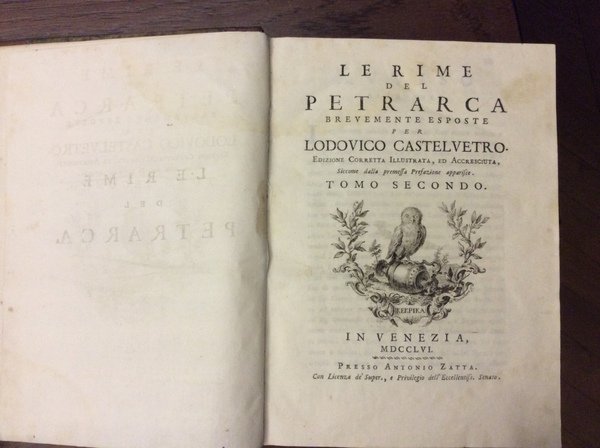 LE RIME
DEL
PETRARCA
BREVEMENTE ESPOSTE
PER
LODOVICO CASTELVETRO.
EDIZIONE CORRETTA ILLUSTRATA, ED ACCRESCIUTA,
Siccome dalla premessa Prefazione apparisce.
TOMO SECONDO.
KEKPIKA
IN VENEZIA,
MDCCLVI.
PRESSO ANTONIO ZATTA.
Con Licenza de' Super., e Privilegio dell' Eccellentiss. Senato.